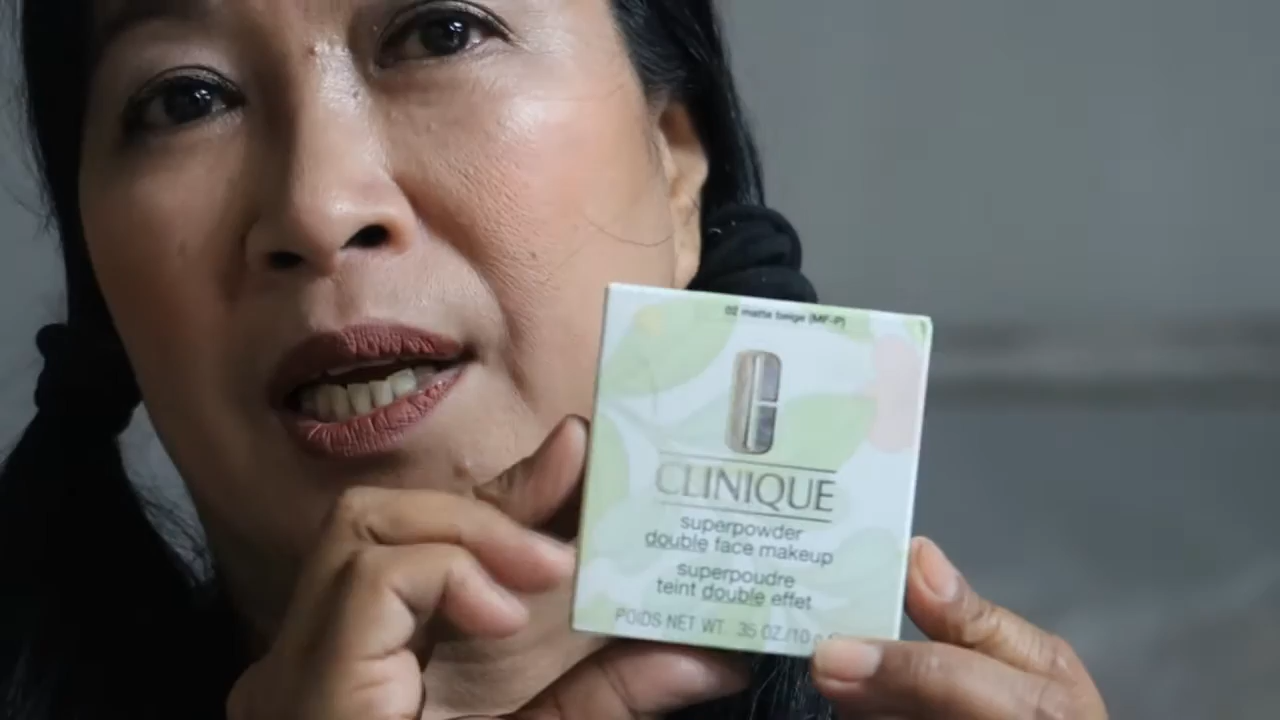 02 matte beige (MF-P)
CLINIQUE
superpowder
double face makeup
superpoudre
teint double effet
POIDS NET WT. .35 OZ./10 g